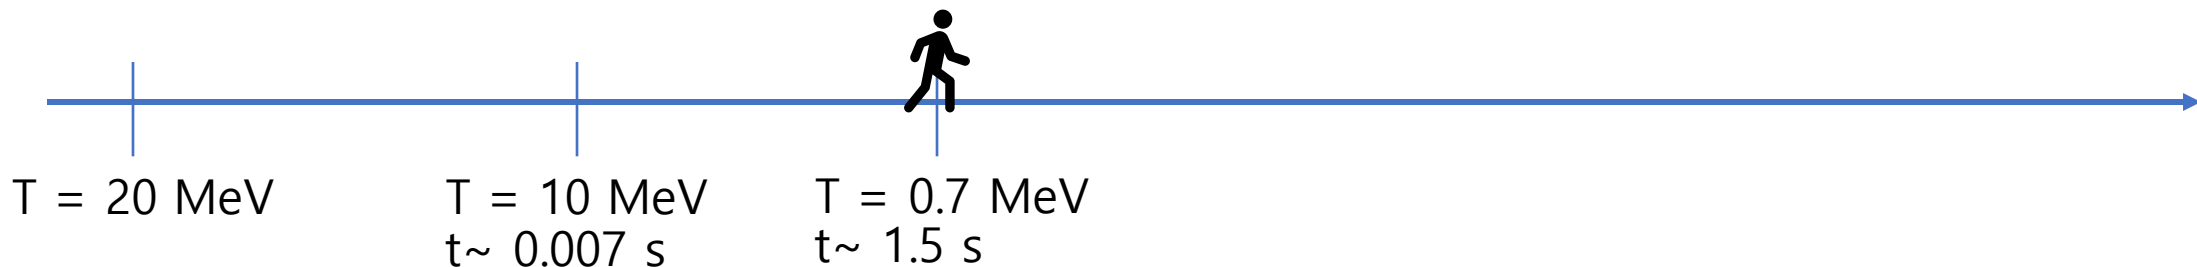 T = 20 MeV
T = 10 MeV
t~ 0.007 s
T = 0.7 MeV
t~ 1.5 s